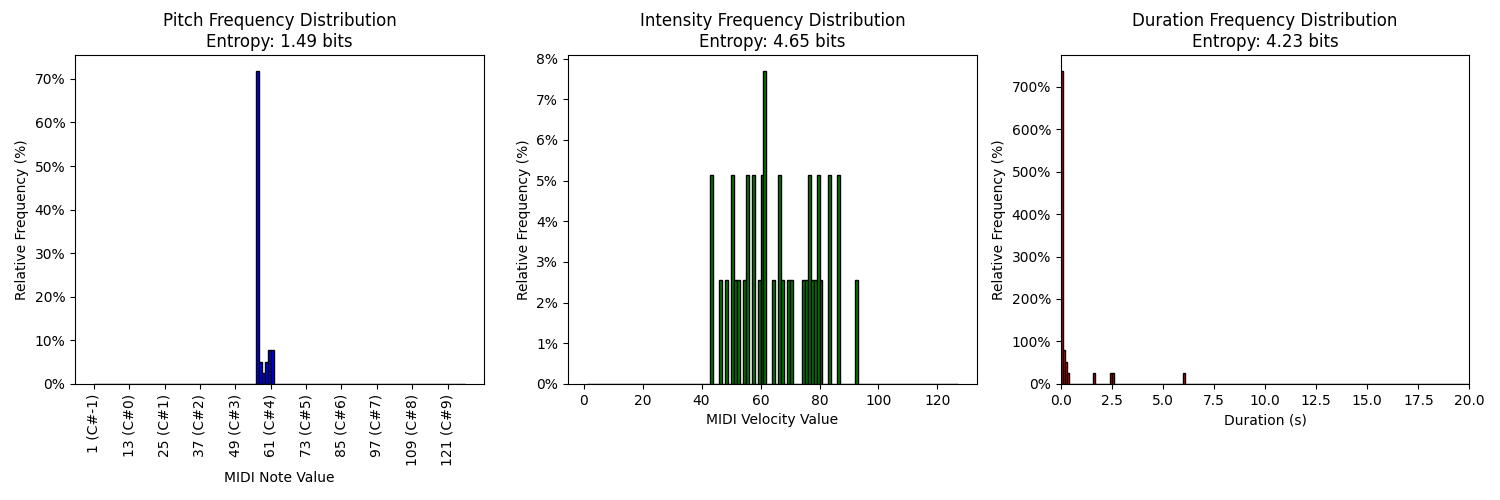 Pitch Frequency Distribution
Entropy: 1.49 bits
Relative Frequency (%)
70%
60%
50%
40%
30%
20%
10%
0%
1 (C#-1)
13 (C#0)
25 (C#1)
37 (C#2)
49 (C#3)
61 (C#4)
73 (C#5)
85 (C#6)
97 (C#7)
109 (C#8)
121 (C#9)
MIDI Note Value
Intensity Frequency Distribution
Entropy: 4.65 bits
Relative Frequency (%)
8%
7%
6%
5%
4%
3%
2%
1%
0%
0 20 40 60 80 100 120
MIDI Velocity Value
Duration Frequency Distribution
Entropy: 4.23 bits
Relative Frequency (%)
700%
600%
500%
400%
300%
200%
100%
0%
0.0 2.5 5.0 7.5 10.0 12.5 15.0 17.5 20.0
Duration (s)